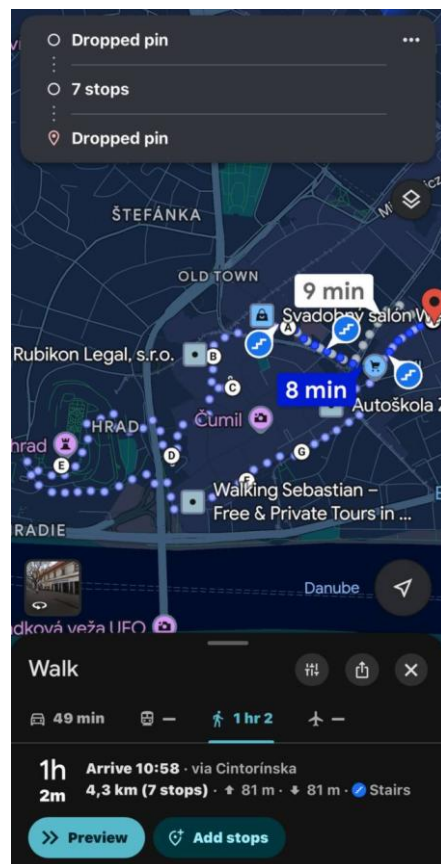 Dropped pin
7 stops
Dropped pin
ŠTEFÁNKA
OLD TOWN
9 min
Svadobný salón
A
Rubikon Legal, s.r.o.
B
8 min
C
Autoškola
Čumil
HRAD
hrad
D
E
F
G
Walking Sebastian –
Free & Private Tours in ...
RADIE
Danube
dková veža UFO
Walk
49 min
—
1 hr 2
—
1h
2m
Arrive 10:58 · via Cintorínska
4,3 km (7 stops) · 81 m · 81 m · Stairs
Preview
Add stops